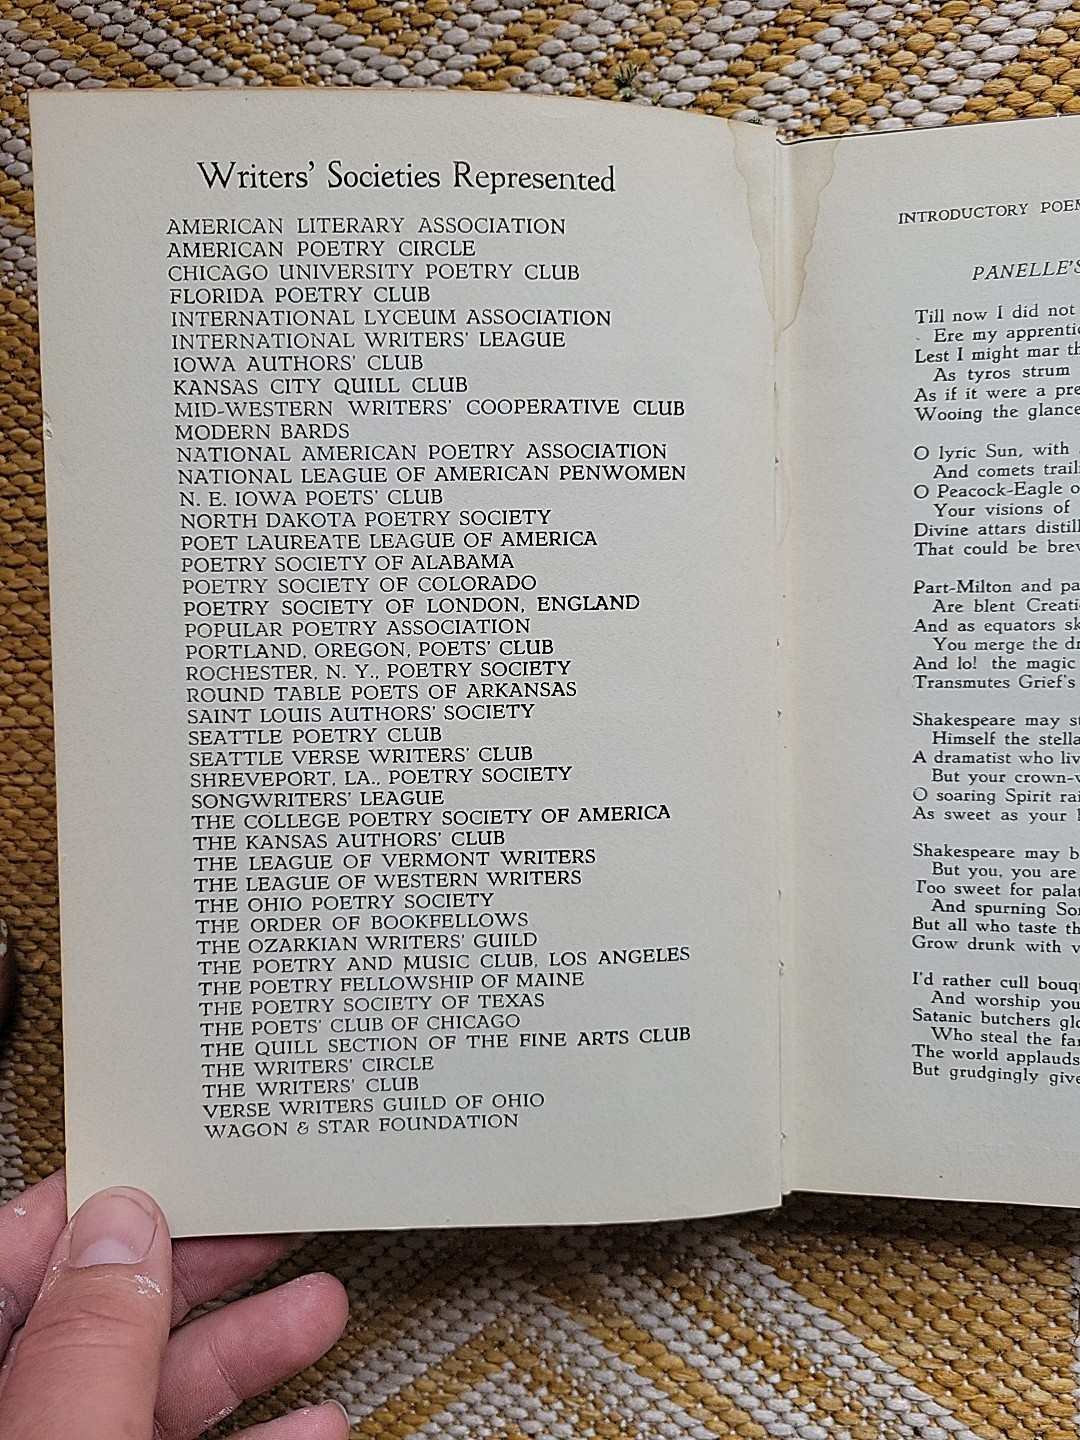 Writers' Societies Represented
AMERICAN LITERARY ASSOCIATION
AMERICAN POETRY CIRCLE
CHICAGO UNIVERSITY POETRY CLUB
FLORIDA POETRY CLUB
INTERNATIONAL LYCEUM ASSOCIATION
INTERNATIONAL WRITERS' LEAGUE
IOWA AUTHORS' CLUB
KANSAS CITY QUILL CLUB
MID-WESTERN WRITERS' COOPERATIVE CLUB
MODERN BARDS
NATIONAL AMERICAN POETRY ASSOCIATION
NATIONAL LEAGUE OF AMERICAN PENWOMEN
N. E. IOWA POETS' CLUB
NORTH DAKOTA POETRY SOCIETY
POET LAUREATE LEAGUE OF AMERICA
POETRY SOCIETY OF ALABAMA
POETRY SOCIETY OF COLORADO
POETRY SOCIETY OF LONDON, ENGLAND
POPULAR POETRY ASSOCIATION
PORTLAND, OREGON, POETS' CLUB
ROCHESTER, N. Y., POETRY SOCIETY
ROUND TABLE POETS OF ARKANSAS
SAINT LOUIS AUTHORS' SOCIETY
SEATTLE POETRY CLUB
SEATTLE VERSE WRITERS' CLUB
SHREVEPORT, LA., POETRY SOCIETY
SONGWRITERS' LEAGUE
THE COLLEGE POETRY SOCIETY OF AMERICA
THE KANSAS AUTHORS' CLUB
THE LEAGUE OF VERMONT WRITERS
THE LEAGUE OF WESTERN WRITERS
THE OHIO POETRY SOCIETY
THE ORDER OF BOOKFELLOWS
THE OZARKIAN WRITERS' GUILD
THE POETRY AND MUSIC CLUB, LOS ANGELES
THE POETRY FELLOWSHIP OF MAINE
THE POETRY SOCIETY OF TEXAS
THE POETS' CLUB OF CHICAGO
THE QUILL SECTION OF THE FINE ARTS CLUB
THE WRITERS' CIRCLE
THE WRITERS' CLUB
VERSE WRITERS GUILD OF OHIO
WAGON & STAR FOUNDATION
INTRODUCTORY POEM
PANELLE'S
Till now I did not
Ere my
Lest I might mar
As tyros strum
As if it were a
Wooing the
O lyric Sun, with
And comets
O Peacock-Eagle
Your visions of
Divine attars
That could be
Part-Milton and
Are blent
And as equators
You merge the
And lo! the magic
Transmutes Grief's
Shakespeare may
Himself the
A dramatist who
But your
O soaring Spirit
As sweet as your
Shakespeare may
But you, you are
Too sweet for
And spurning
But all who taste
Grow drunk with
I'd rather cull
And worship
Satanic butchers
Who steal the
The world
But grudgingly